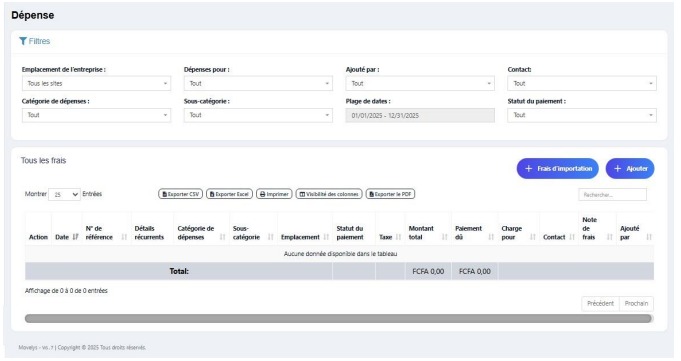 Dépense
Filtres
Emplacement de l'entreprise : Dépenses pour : Ajouté par : Contact:
Tous les sites Tout Tout Tout
Catégorie de dépenses : Sous-catégorie : Plage de dates : Statut du paiement :
Tout Tout 01/01/2025 - 12/31/2025 Tout
Tous les frais
+ Frais d'importation + Ajouter
Montrer 25 Entrées Exporter CSV Exporter Excel Imprimer Visibilité des colonnes Exporter le PDF Rechercher...
Action Date N° de référence Détails récurrents Catégorie de dépenses Sous-catégorie Emplacement Statut du paiement Taxe Montant total Paiement dû Charge pour Contact Note de frais Ajouté par
Aucune donnée disponible dans le tableau
Total: FCFA 0,00 FCFA 0,00
Affichage de 0 à 0 de 0 entrées
Précédent Prochain
Copyright © 2025 Tous droits réservés.